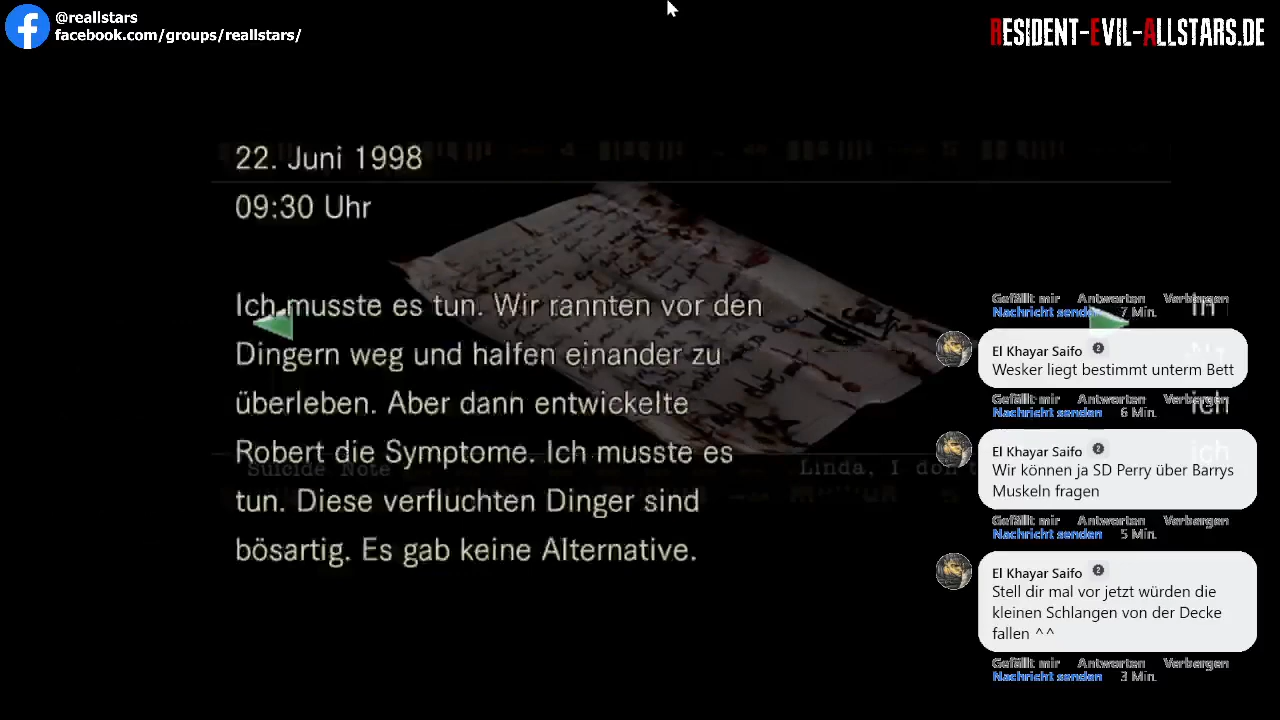 @reallstars
facebook.com/groups/reallstars/
RESIDENT-EVIL-ALLSTARS.DE
22. Juni 1998
09:30 Uhr
Ich musste es tun. Wir rannten vor den
Dingern weg und halfen einander zu
überleben. Aber dann entwickelte
Robert die Symptome. Ich musste es
tun. Diese verfluchten Dinger sind
bösartig. Es gab keine Alternative.
Suicide Note
Linda, I don
Gefällt mir Antworten Verbergen
Nachricht senden 7 Min.
El Khayar Saifo
Wesker liegt bestimmt unterm Bett
Gefällt mir Antworten Verbergen
Nachricht senden 6 Min.
ich
El Khayar Saifo
Wir können ja SD Perry über Barrys
Muskeln fragen
Gefällt mir Antworten Verbergen
Nachricht senden 5 Min.
El Khayar Saifo
Stell dir mal vor jetzt würden die
kleinen Schlangen von der Decke
fallen ^^
Gefällt mir Antworten Verbergen
Nachricht senden 3 Min.